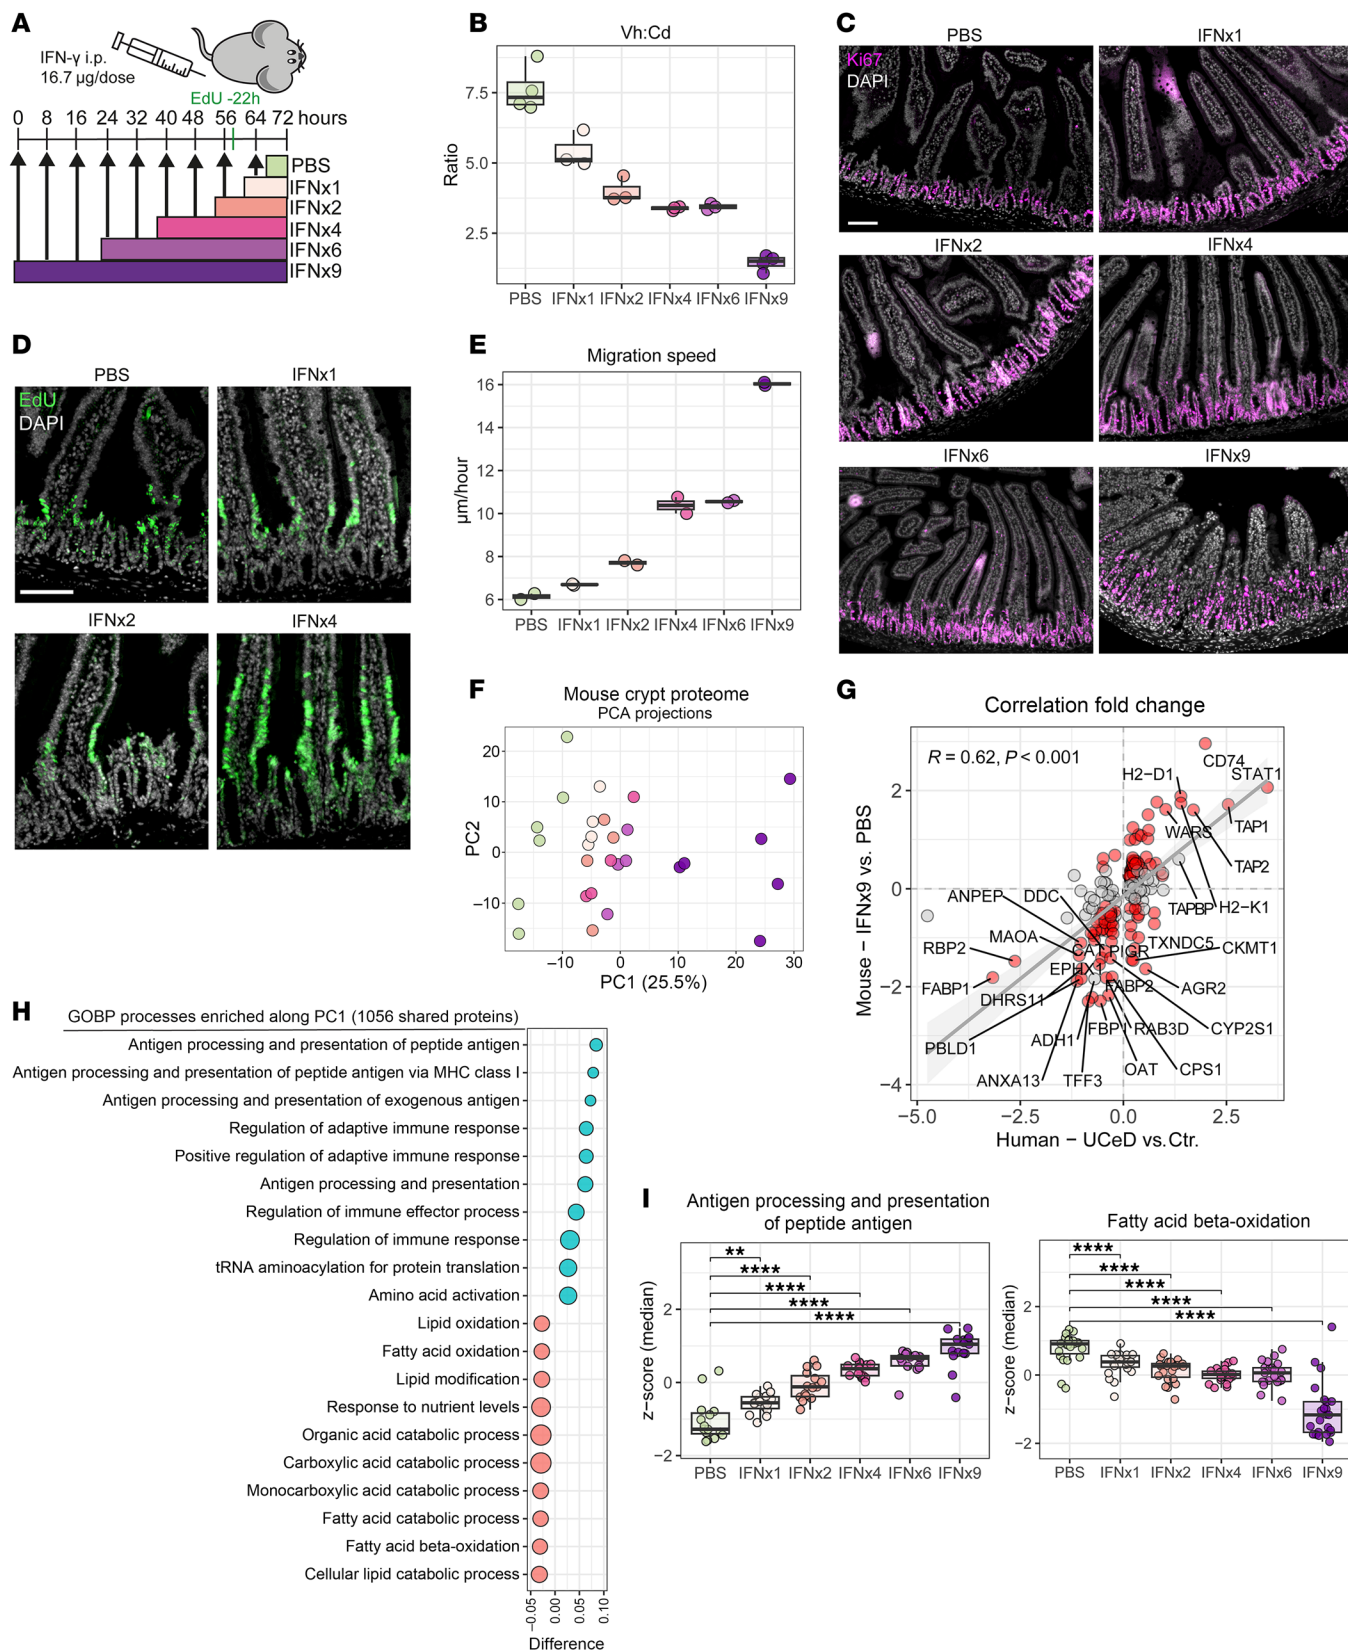 A
IFN-γ i.p.
16.7 µg/dose
EdU -22h
0 8 16 24 32 40 48 56 64 72 hours
PBS
IFNx1
IFNx2
IFNx4
IFNx6
IFNx9
B
Vh:Cd
Ratio
7.5
5.0
2.5
PBS IFNx1 IFNx2 IFNx4 IFNx6 IFNx9
C
PBS
IFNx1
Ki67
DAPI
IFNx2
IFNx4
IFNx6
IFNx9
D
PBS
IFNx1
EdU
DAPI
IFNx2
IFNx4
E
Migration speed
µm/hour
16
14
12
10
8
6
PBS IFNx1 IFNx2 IFNx4 IFNx6 IFNx9
F
Mouse crypt proteome
PCA projections
PC2
20
10
0
−10
−10 0 10 20 30
PC1 (25.5%)
G
Correlation fold change
R = 0.62, P < 0.001
Mouse − IFNx9 vs. PBS
2
0
−2
−4
CD74
H2−D1
STAT1
WARS
TAP1
TAP2
TAPBP
H2−K1
ANPEP
DDC
MAOA
CAT
PIGR
TXNDC5
CKMT1
RBP2
EPHX1
FABP1
DHRS11
FABP2
AGR2
PBLD1
ADH1
FBP1
RAB3D
CYP2S1
ANXA13
TFF3
OAT
CPS1
−5.0 −2.5 0.0 2.5
Human − UCeD vs. Ctr.
H
GOBP processes enriched along PC1 (1056 shared proteins)
Antigen processing and presentation of peptide antigen
Antigen processing and presentation of peptide antigen via MHC class I
Antigen processing and presentation of exogenous antigen
Regulation of adaptive immune response
Positive regulation of adaptive immune response
Antigen processing and presentation
Regulation of immune effector process
Regulation of immune response
tRNA aminoacylation for protein translation
Amino acid activation
Lipid oxidation
Fatty acid oxidation
Lipid modification
Response to nutrient levels
Organic acid catabolic process
Carboxylic acid catabolic process
Monocarboxylic acid catabolic process
Fatty acid catabolic process
Fatty acid beta-oxidation
Cellular lipid catabolic process
−0.05 0.00 0.05 0.10
Difference
I
Antigen processing and presentation
of peptide antigen
z−score (median)
2
0
−2
**
****
****
****
****
PBS IFNx1 IFNx2 IFNx4 IFNx6 IFNx9
Fatty acid beta-oxidation
z−score (median)
2
0
−2
****
****
****
****
****
PBS IFNx1 IFNx2 IFNx4 IFNx6 IFNx9